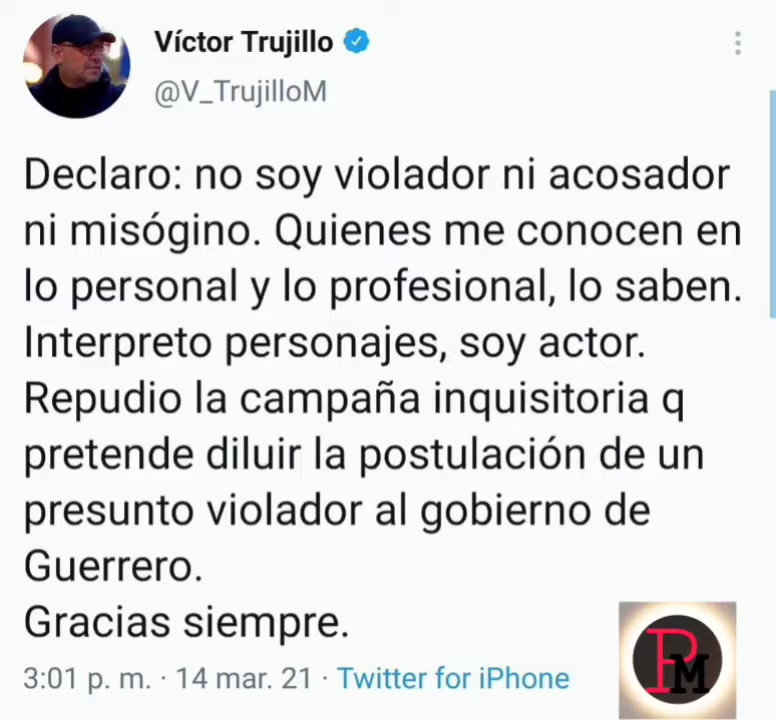 Víctor Trujillo
@V_TrujilloM
Declaro: no soy violador ni acosador
ni misógino. Quienes me conocen en
lo personal y lo profesional, lo saben.
Interpreto personajes, soy actor.
Repudio la campaña inquisitoria q
pretende diluir la postulación de un
presunto violador al gobierno de
Guerrero.
Gracias siempre.
3:01 p. m. · 14 mar. 21 · Twitter for iPhone
PM